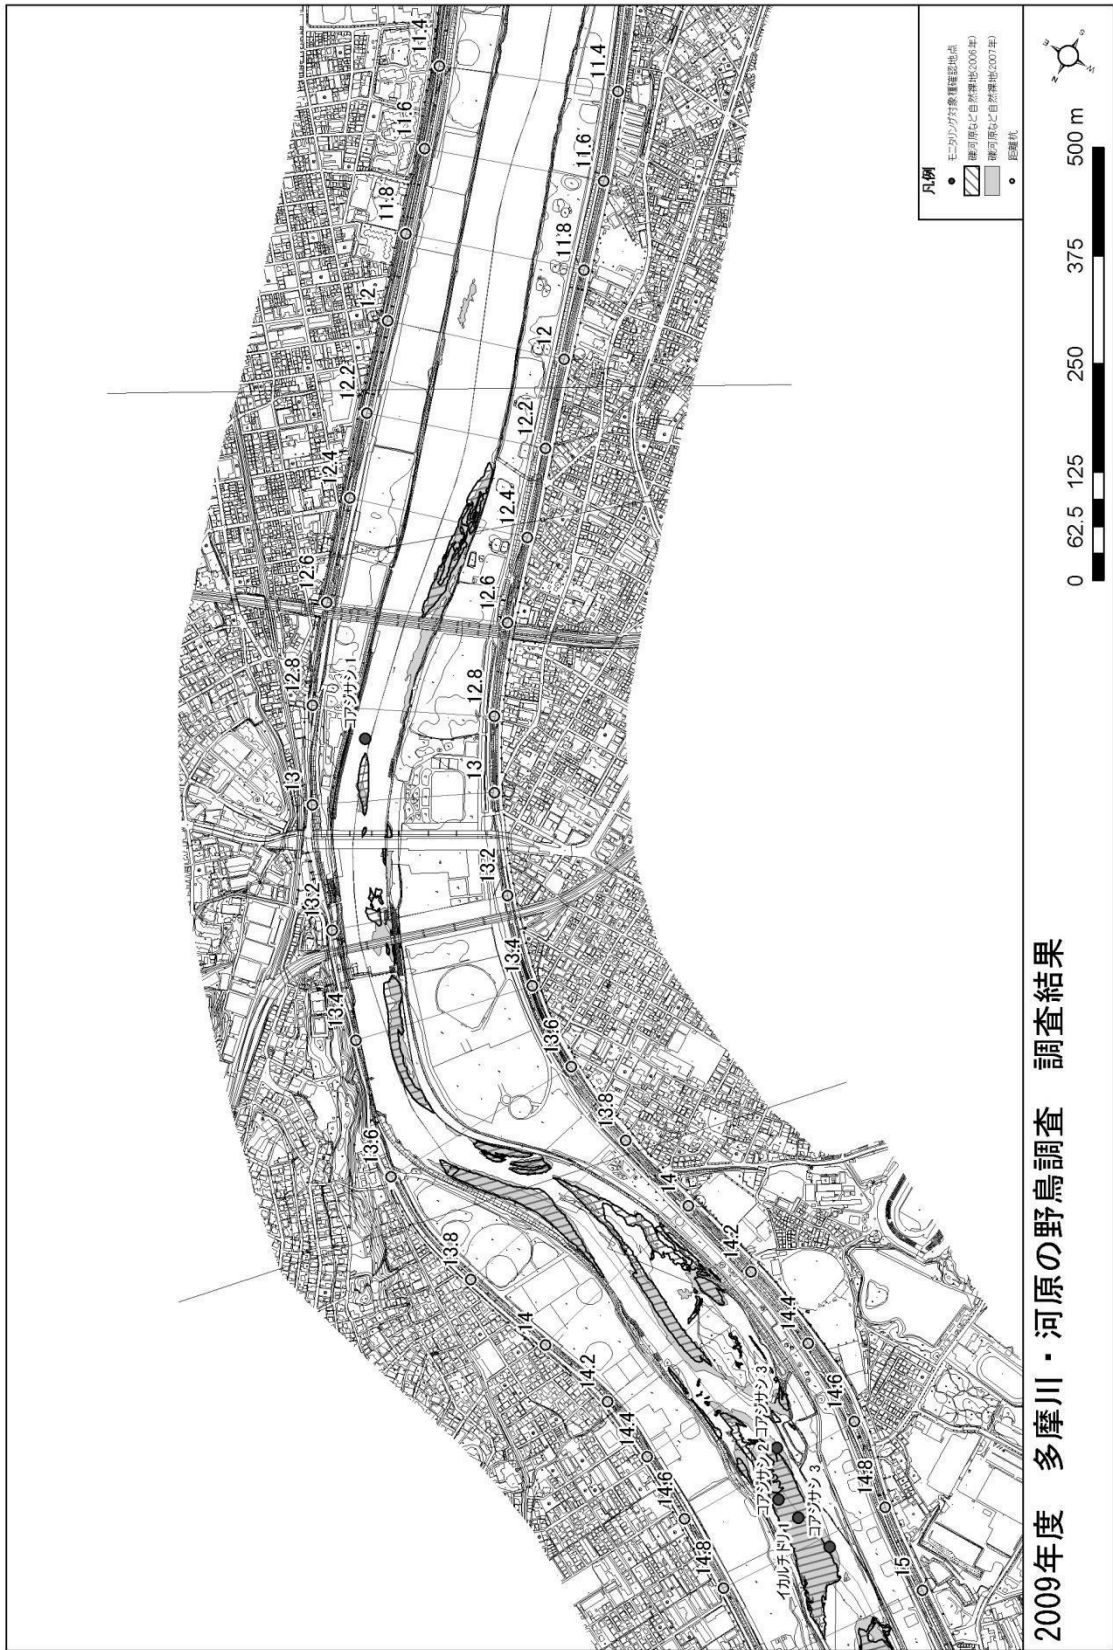 2009年度　多摩川・河原の野鳥調査　調査結果
凡例
モニタリング対象種確認地点
礫河原など自然裸地(2006年)
礫河原など自然裸地(2007年)
距離杭
N
E
S
W
0 62.5 125 250 375 500 m
14.8
14.6
14.4
14.2
14
13.8
13.6
13.4
13.2
13
12.8
12.6
12.4
12.2
12
11.8
11.6
11.4
コアジサシ 1
イカルチドリ 1
コアジサシ 2
コアジサシ 3
コアジサシ 3
15
14.8
14.6
14.4
14.2
14
13.8
13.6
13.4
13.2
13
12.8
12.6
12.4
12.2
12
11.8
11.6
11.4